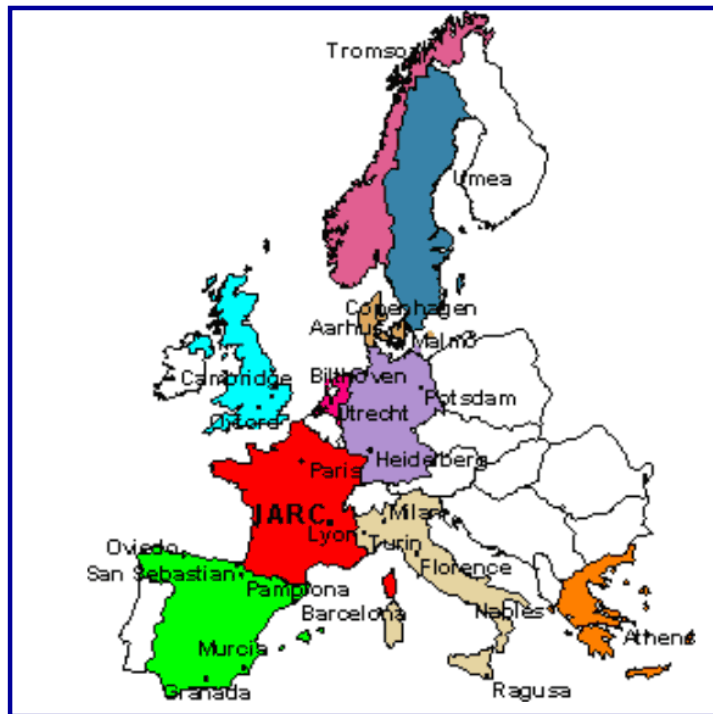 Tromso
Umea
Copenhagen
Aarhus
Malmo
Cambridge
Bilthoven
Potsdam
Oxford
Utrecht
Heidelberg
Paris
IARC
Milan
Lyon
Turin
Oviedo
Florence
San Sebastian
Pamplona
Barcelona
Naples
Murcia
Athens
Granada
Ragusa